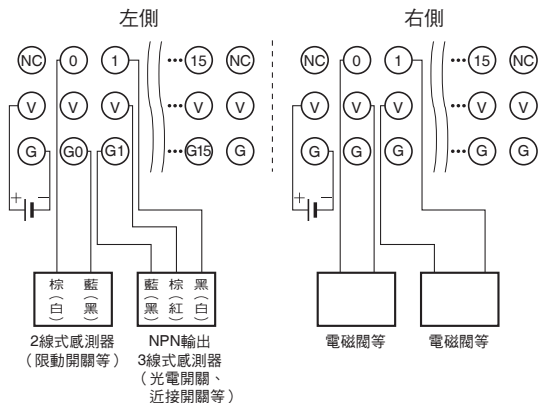 左側
右側
NC 0 1 ···15 NC
0 1 ···15 NC
V V V ···V V
V V V ···V V
G G0 G1 ···G15 G
G G G ···G G
+ −
+ −
棕(白) 藍(黑)
藍(黑) 棕(紅) 黑(白)
2線式感測器
(限動開關等)
NPN輸出
3線式感測器
(光電開關、
近接開關等)
電磁閥等
電磁閥等